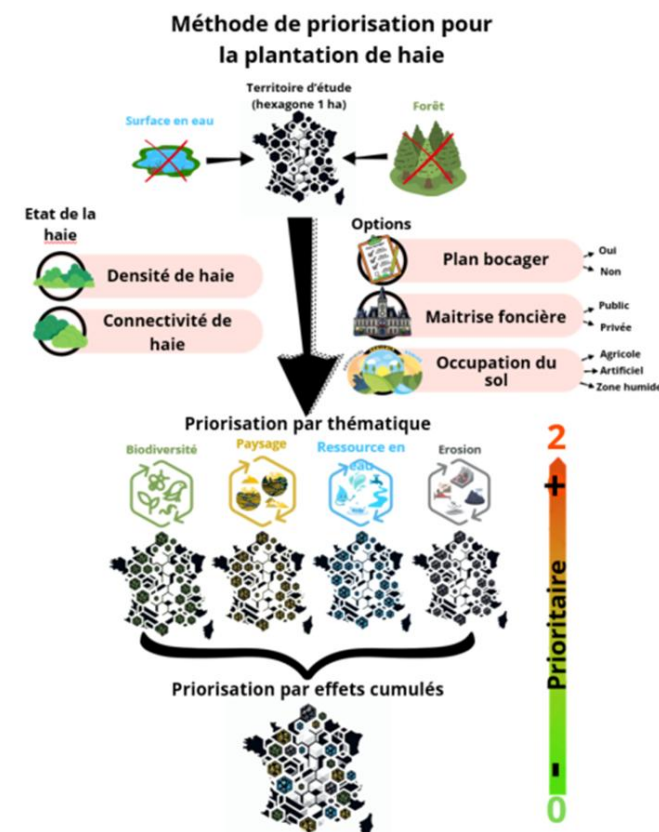 Méthode de priorisation pour
la plantation de haie
Territoire d'étude
(hexagone 1 ha)
Surface en eau
Forêt
Etat de la
haie
Densité de haie
Connectivité de
haie
Options
Plan bocager
Oui
Non
Maitrise foncière
Public
Privée
Occupation du
sol
Agricole
Artificiel
Zone humide
Priorisation par thématique
Biodiversité
Paysage
Ressource en
eau
Erosion
2
+
Prioritaire
-
0
Priorisation par effets cumulés